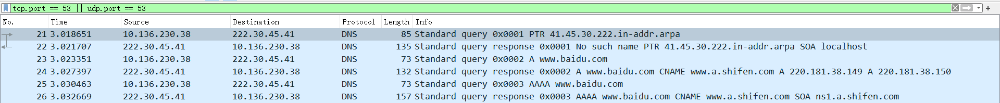 tcp.port == 53 || udp.port == 53
No. Time Source Destination Protocol Length Info
21 3.018651 10.136.230.38 222.30.45.41 DNS 85 Standard query 0x0001 PTR 41.45.30.222.in-addr.arpa
22 3.021707 222.30.45.41 10.136.230.38 DNS 135 Standard query response 0x0001 No such name PTR 41.45.30.222.in-addr.arpa SOA localhost
23 3.023351 10.136.230.38 222.30.45.41 DNS 73 Standard query 0x0002 A www.baidu.com
24 3.027397 222.30.45.41 10.136.230.38 DNS 132 Standard query response 0x0002 A www.baidu.com CNAME www.a.shifen.com A 220.181.38.149 A 220.181.38.150
25 3.030463 10.136.230.38 222.30.45.41 DNS 73 Standard query 0x0003 AAAA www.baidu.com
26 3.032669 222.30.45.41 10.136.230.38 DNS 157 Standard query response 0x0003 AAAA www.baidu.com CNAME www.a.shifen.com SOA ns1.a.shifen.com